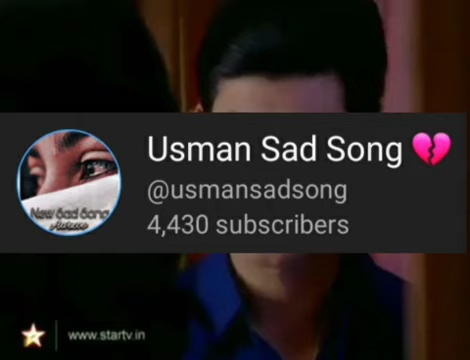 Usman Sad Song 💔
@usmansadsong
4,430 subscribers
New Sad Song
www.startv.in